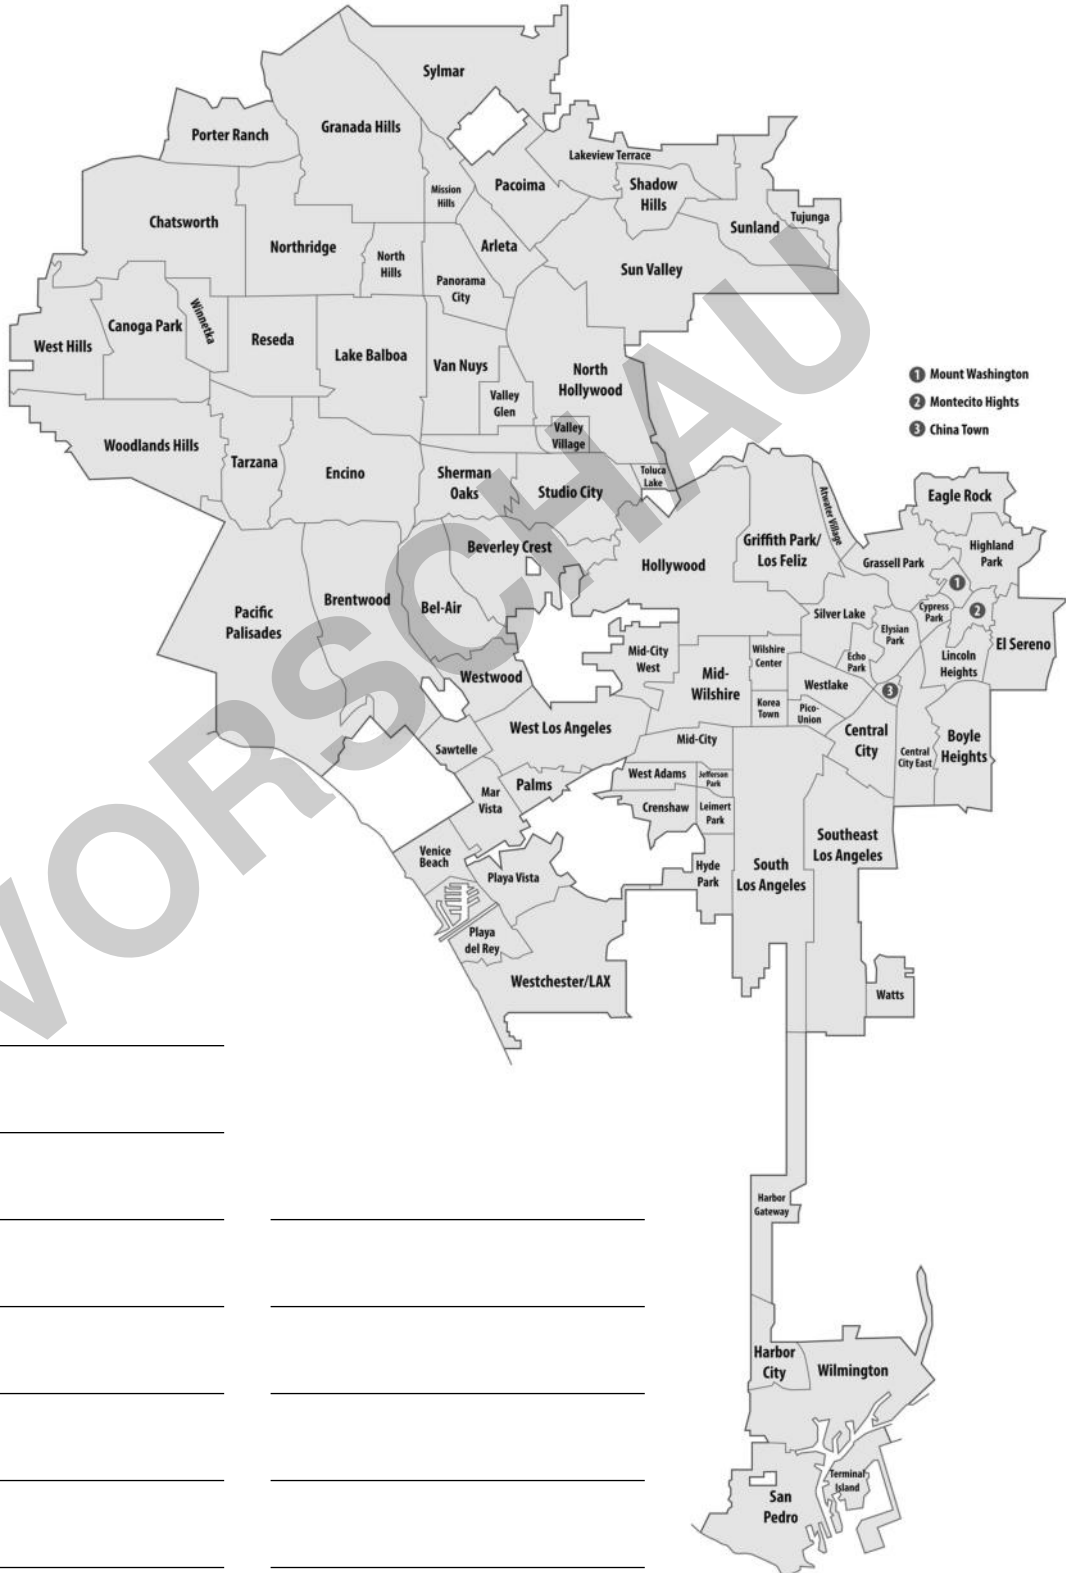 Sylmar
Porter Ranch
Granada Hills
Lakeview Terrace
Mission
Hills
Pacoima
Shadow
Hills
Chatsworth
Northridge
North
Hills
Arleta
Sunland
Tujunga
Panorama
City
Sun Valley
Winnetka
Canoga Park
West Hills
Reseda
Lake Balboa
Van Nuys
North
Hollywood
Valley
Glen
Valley
Village
1 Mount Washington
2 Montecito Hights
3 China Town
Woodlands Hills
Tarzana
Encino
Sherman
Oaks
Studio City
Toluca
Lake
Atwater Village
Eagle Rock
Beverley Crest
Hollywood
Griffith Park/
Los Feliz
Grassell Park
Highland
Park
1
2
Pacific
Palisades
Brentwood
Bel-Air
Silver Lake
Cypress
Park
Elysian
Park
El Sereno
Mid-City
West
Wilshire
Center
Echo
Park
Lincoln
Heights
Westwood
Mid-
Wilshire
Westlake
3
Korea
Town
Pico-
Union
West Los Angeles
Central
City
Central
City East
Boyle
Heights
Sawtelle
Mid-City
West Adams
Jefferson
Park
Palms
Mar
Vista
Crenshaw
Leimert
Park
Southeast
Los Angeles
Venice
Beach
Playa Vista
Hyde
Park
South
Los Angeles
Playa
del Rey
Westchester/LAX
Watts
Harbor
Gateway
Harbor
City
Wilmington
Terminal
Island
San
Pedro
VORSCHAU